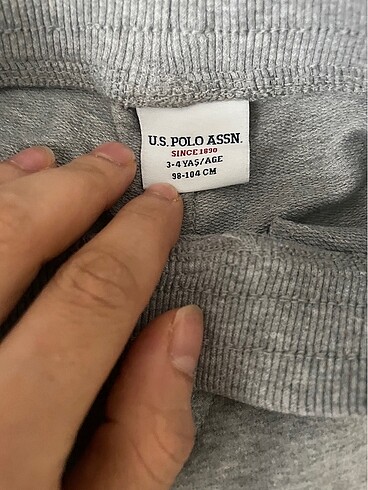 U.S. POLO ASSN.
SINCE 1890
3-4 YAŞ/AGE
98-104 CM